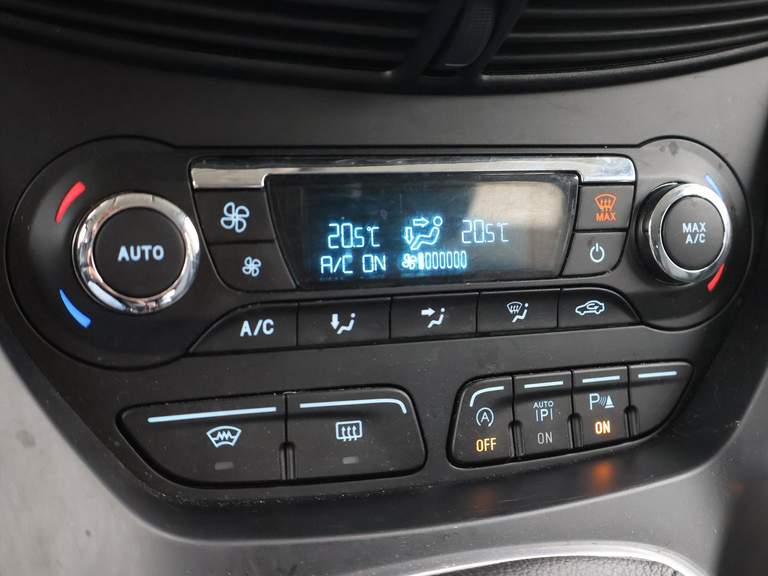 AUTO
20.5°C 20.5°C
A/C ON
MAX
MAX
A/C
A/C
A
OFF
AUTO
P
ON
P
ON